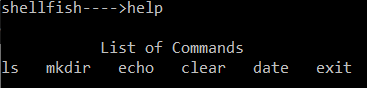 shellfish---->help
List of Commands
ls mkdir echo clear date exit